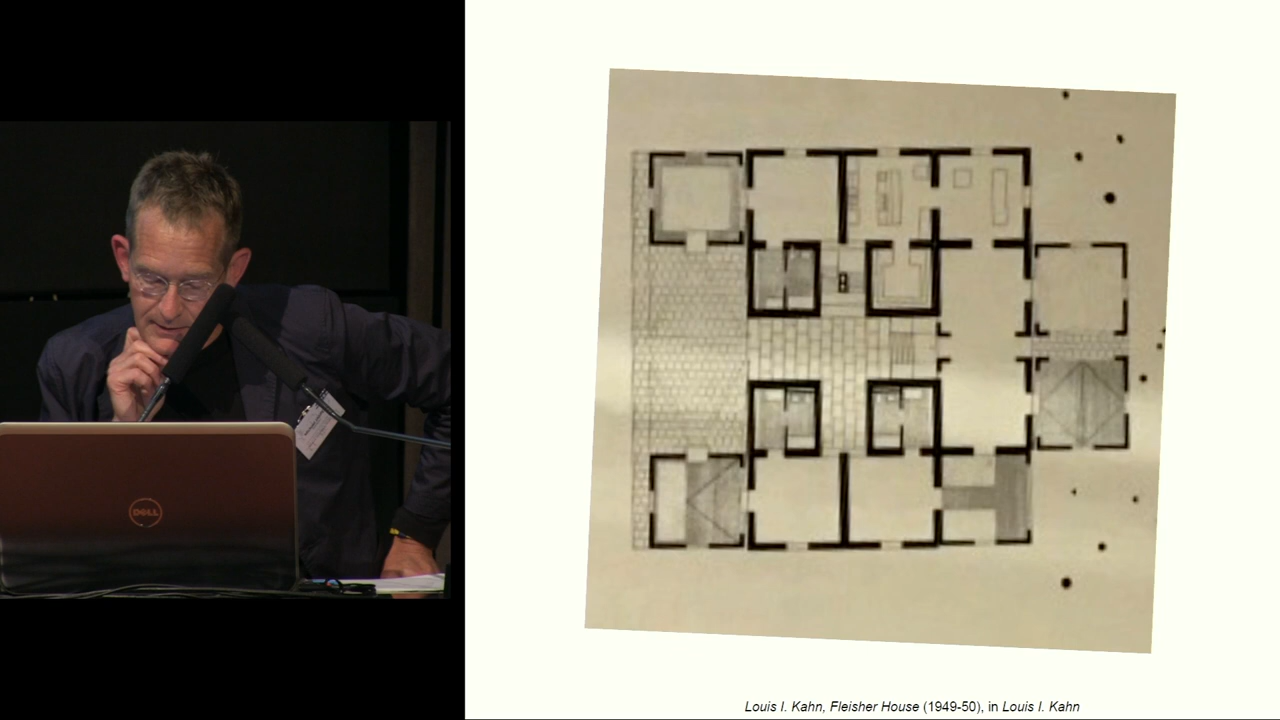 DELL
Louis I. Kahn, Fleisher House (1949-50), in Louis I. Kahn